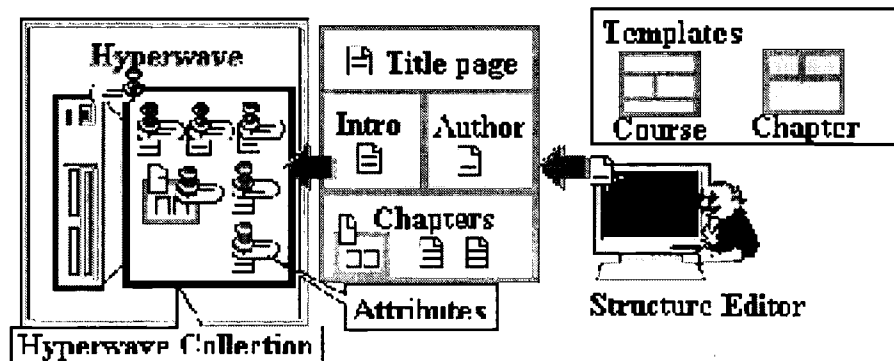 Hyperwave
Title page
Intro
Author
Chapters
Attributes
Hyperwave Collection
Templates
Course
Chapter
Structure Editor